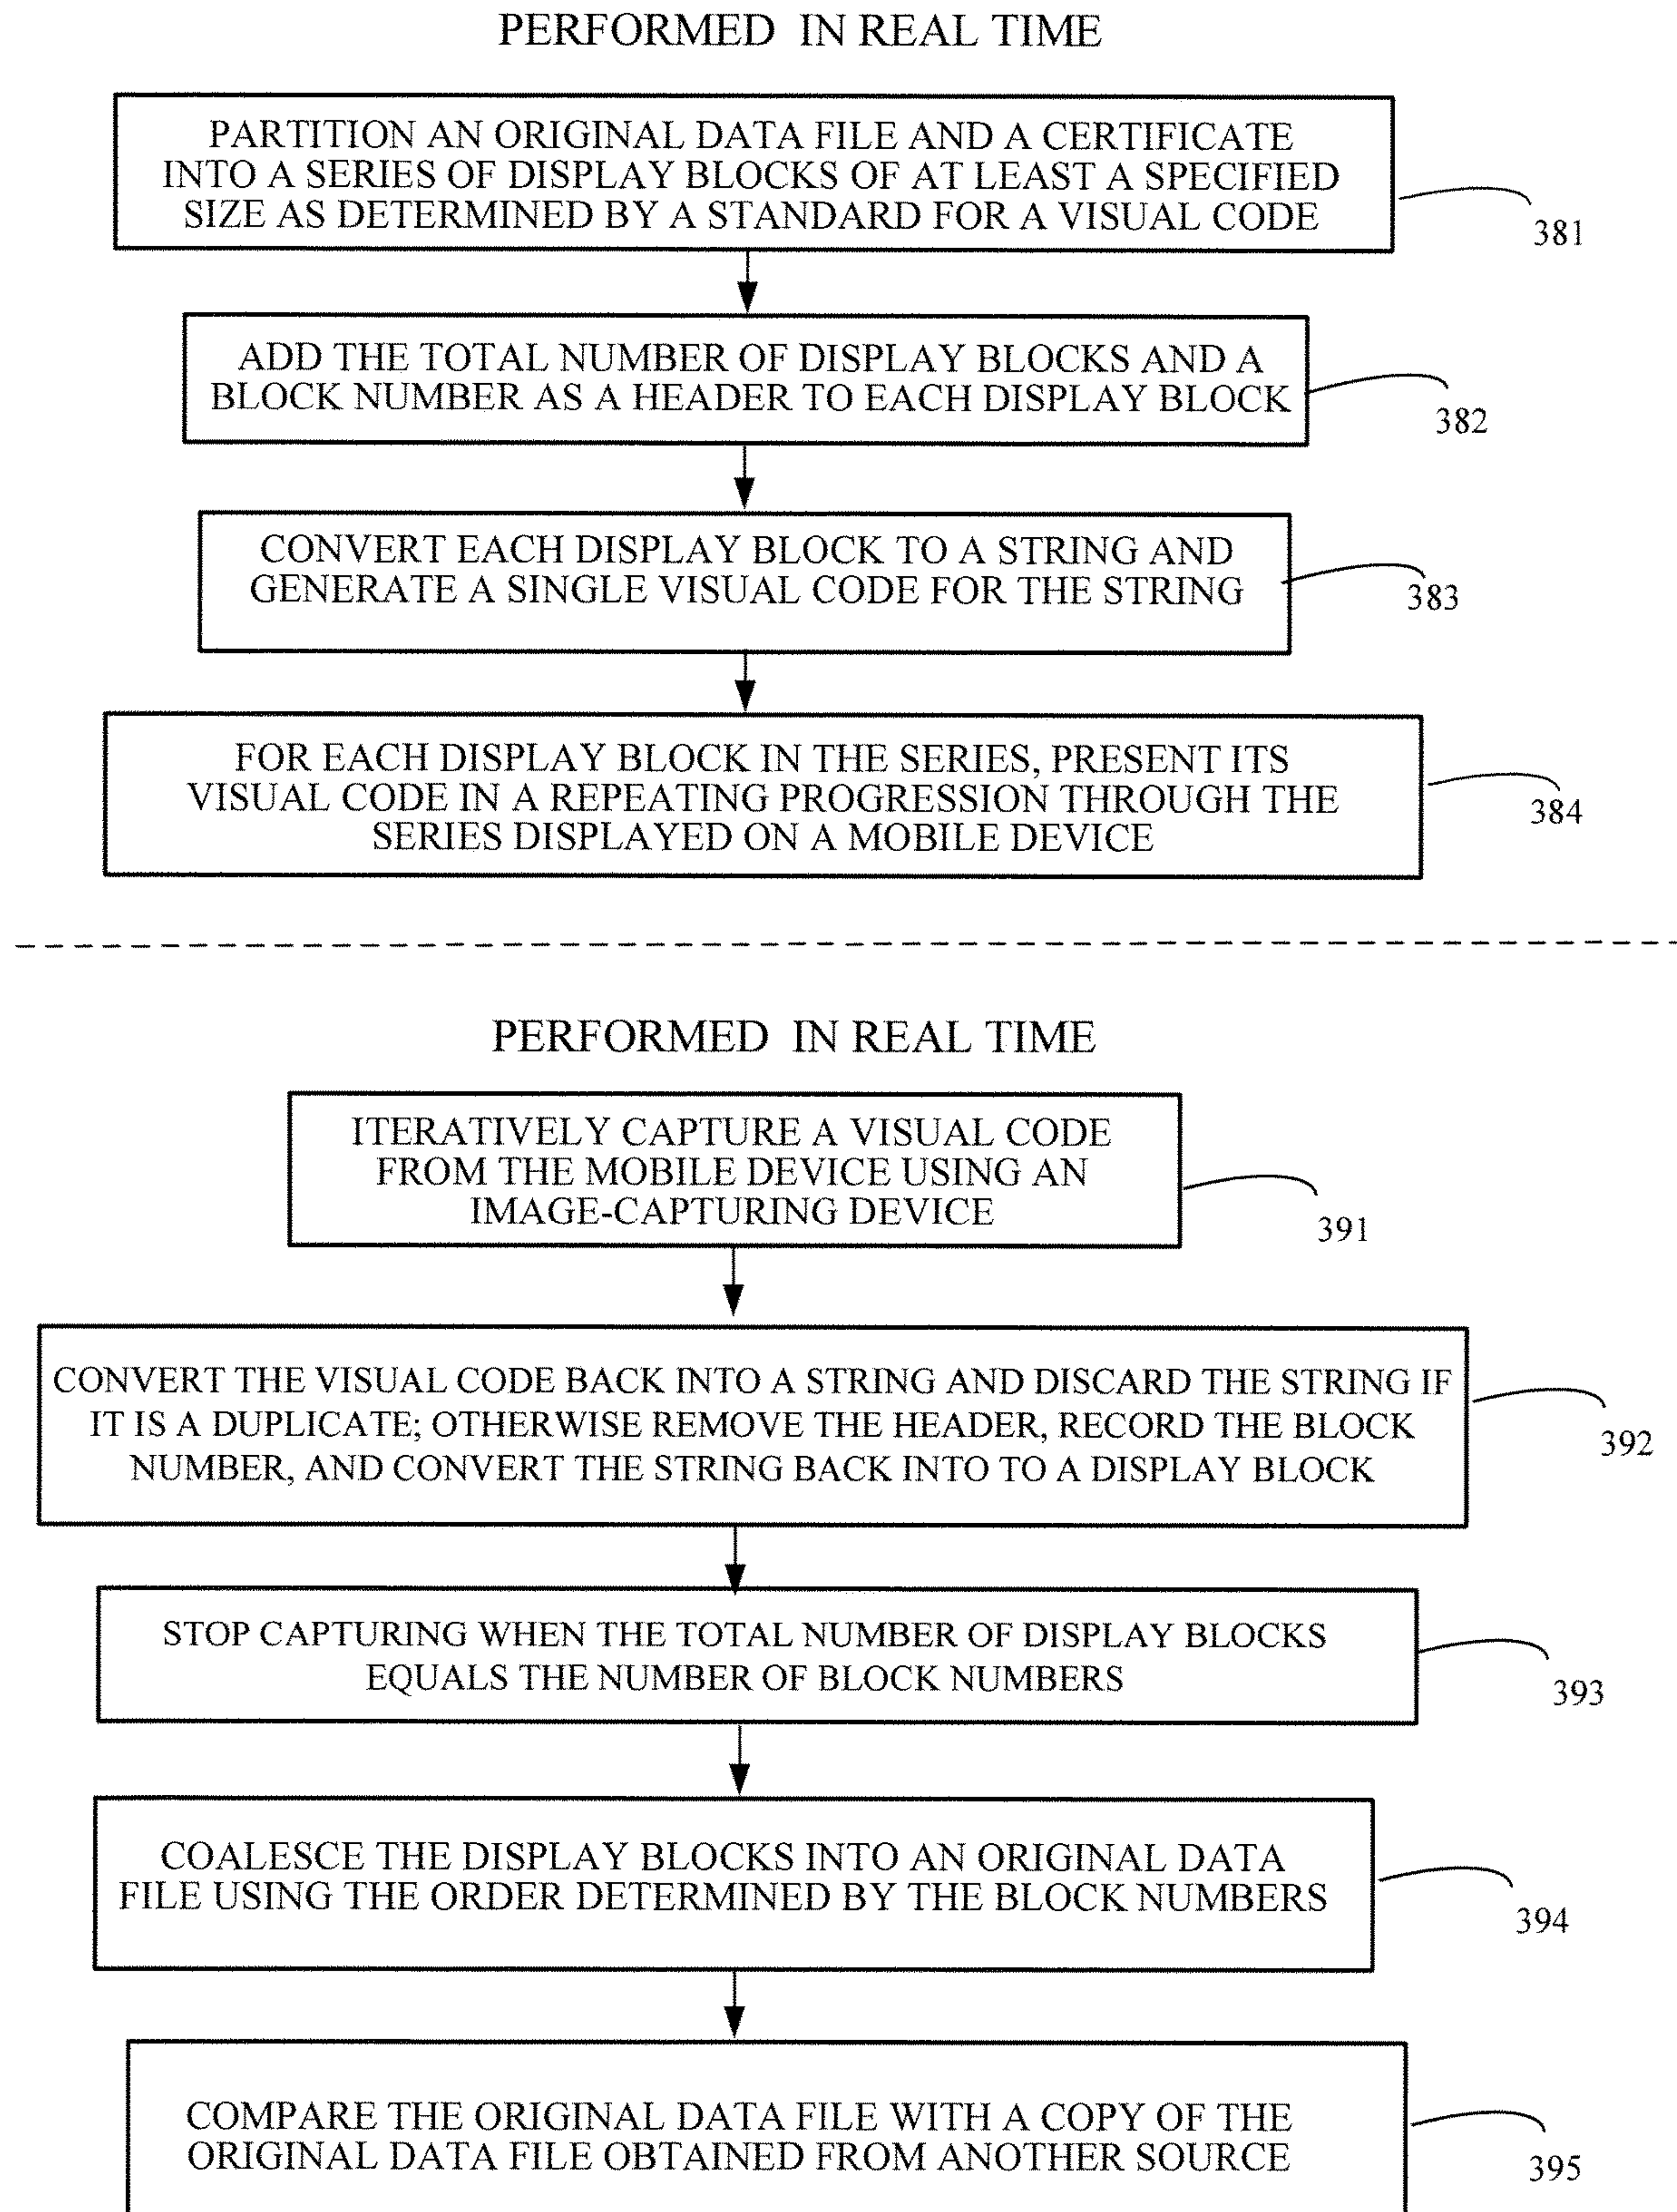 PERFORMED IN REAL TIME
PARTITION AN ORIGINAL DATA FILE AND A CERTIFICATE
INTO A SERIES OF DISPLAY BLOCKS OF AT LEAST A SPECIFIED
SIZE AS DETERMINED BY A STANDARD FOR A VISUAL CODE
381
ADD THE TOTAL NUMBER OF DISPLAY BLOCKS AND A
BLOCK NUMBER AS A HEADER TO EACH DISPLAY BLOCK
382
CONVERT EACH DISPLAY BLOCK TO A STRING AND
GENERATE A SINGLE VISUAL CODE FOR THE STRING
383
FOR EACH DISPLAY BLOCK IN THE SERIES, PRESENT ITS
VISUAL CODE IN A REPEATING PROGRESSION THROUGH THE
SERIES DISPLAYED ON A MOBILE DEVICE
384
PERFORMED IN REAL TIME
ITERATIVELY CAPTURE A VISUAL CODE
FROM THE MOBILE DEVICE USING AN
IMAGE-CAPTURING DEVICE
391
CONVERT THE VISUAL CODE BACK INTO A STRING AND DISCARD THE STRING IF
IT IS A DUPLICATE; OTHERWISE REMOVE THE HEADER, RECORD THE BLOCK
NUMBER, AND CONVERT THE STRING BACK INTO TO A DISPLAY BLOCK
392
STOP CAPTURING WHEN THE TOTAL NUMBER OF DISPLAY BLOCKS
EQUALS THE NUMBER OF BLOCK NUMBERS
393
COALESCE THE DISPLAY BLOCKS INTO AN ORIGINAL DATA
FILE USING THE ORDER DETERMINED BY THE BLOCK NUMBERS
394
COMPARE THE ORIGINAL DATA FILE WITH A COPY OF THE
ORIGINAL DATA FILE OBTAINED FROM ANOTHER SOURCE
395